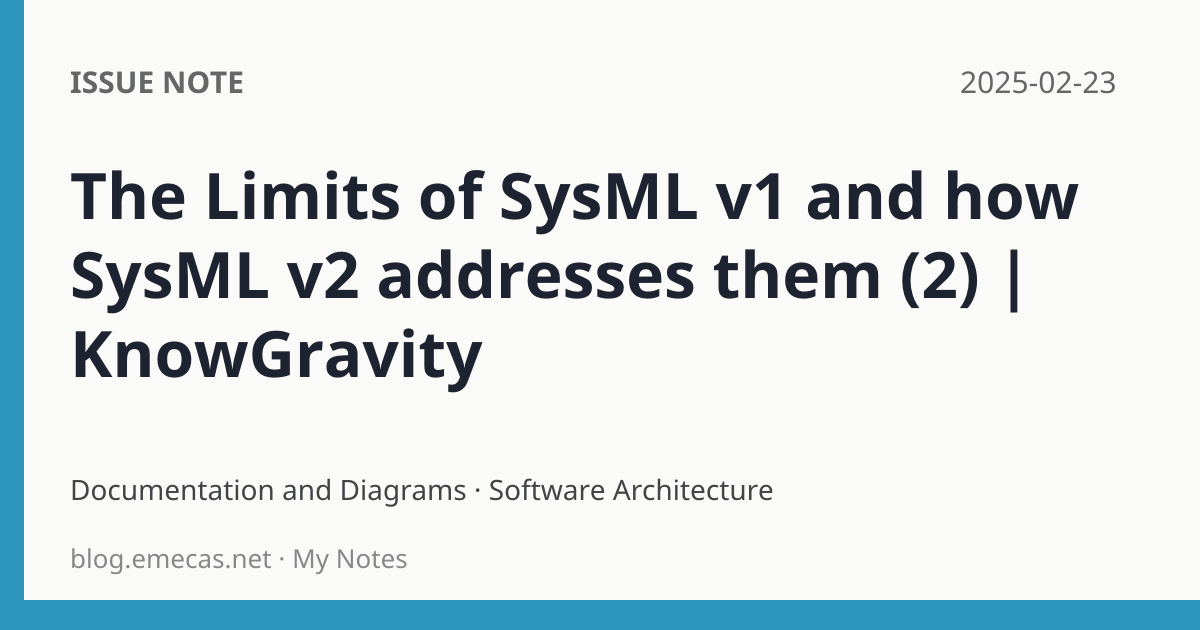 ISSUE NOTE
2025-02-23
The Limits of SysML v1 and how
SysML v2 addresses them (2) |
KnowGravity
Documentation and Diagrams · Software Architecture
blog.emecas.net · My Notes